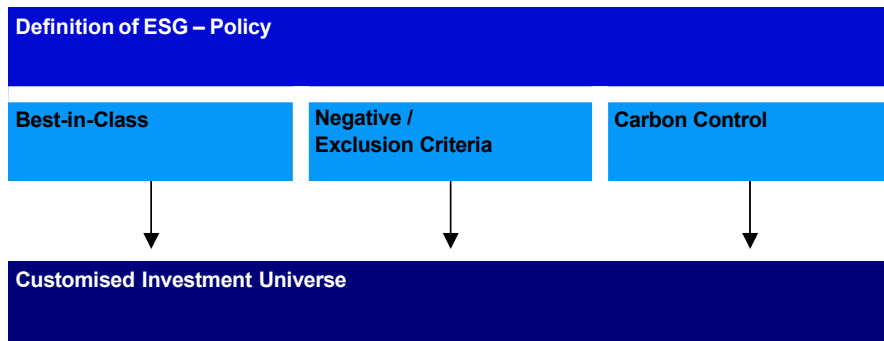 Definition of ESG – Policy
Best-in-Class
Negative /
Exclusion Criteria
Carbon Control
Customised Investment Universe